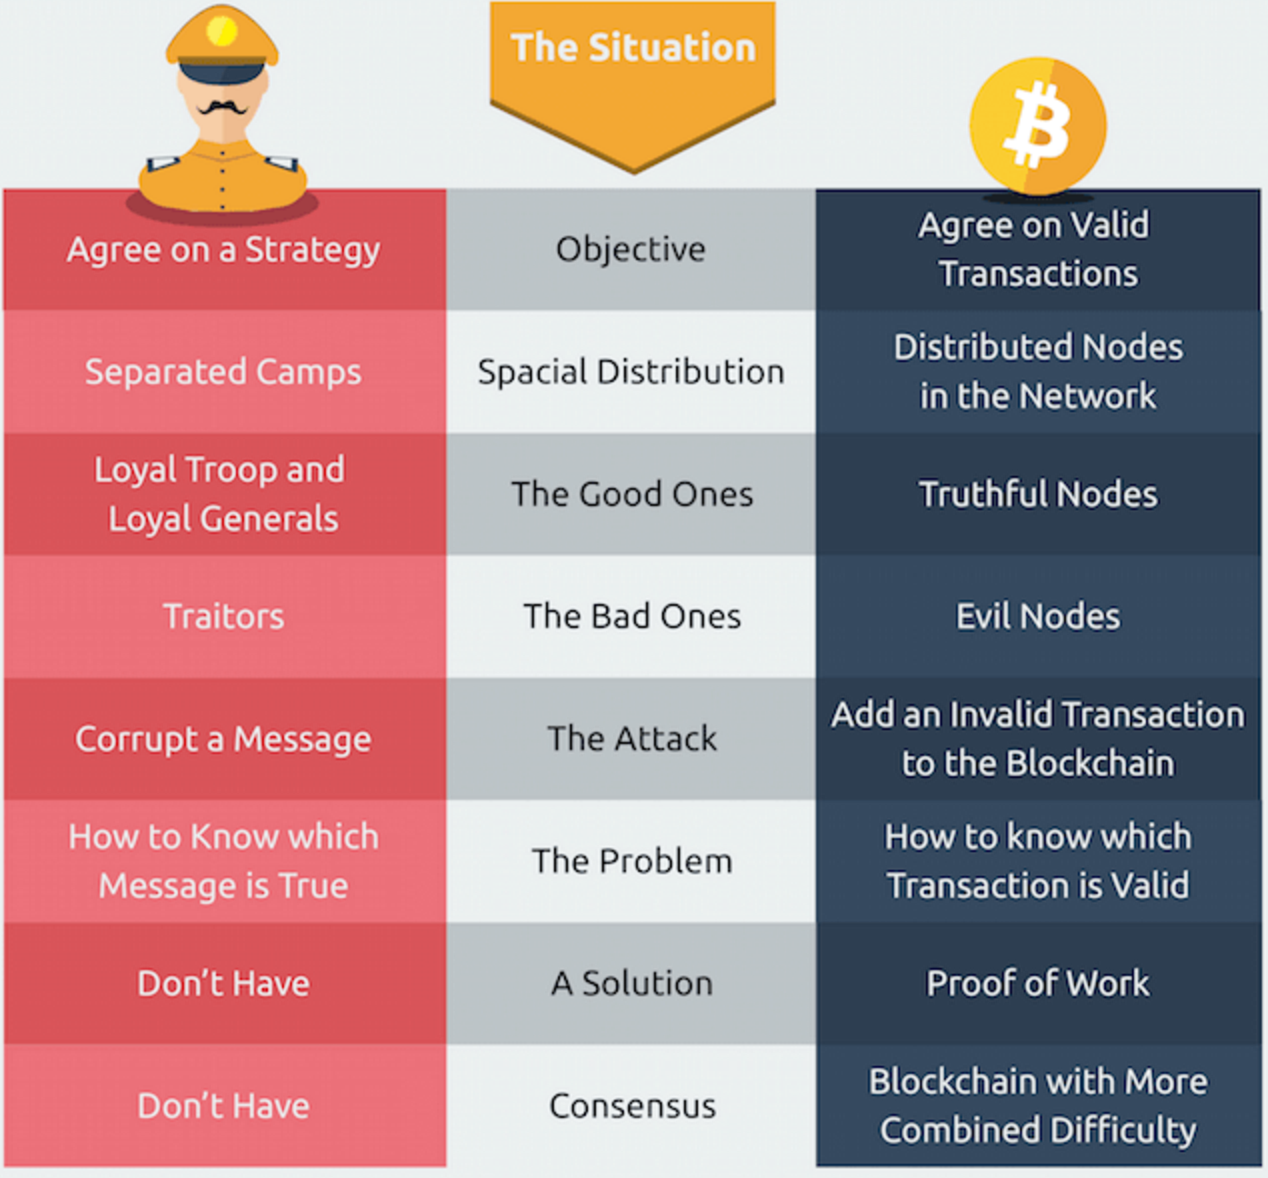 The Situation
Agree on a Strategy
Objective
Agree on Valid
Transactions
Separated Camps
Spacial Distribution
Distributed Nodes
in the Network
Loyal Troop and
Loyal Generals
The Good Ones
Truthful Nodes
Traitors
The Bad Ones
Evil Nodes
Corrupt a Message
The Attack
Add an Invalid Transaction
to the Blockchain
How to Know which
Message is True
The Problem
How to know which
Transaction is Valid
Don't Have
A Solution
Proof of Work
Don't Have
Consensus
Blockchain with More
Combined Difficulty